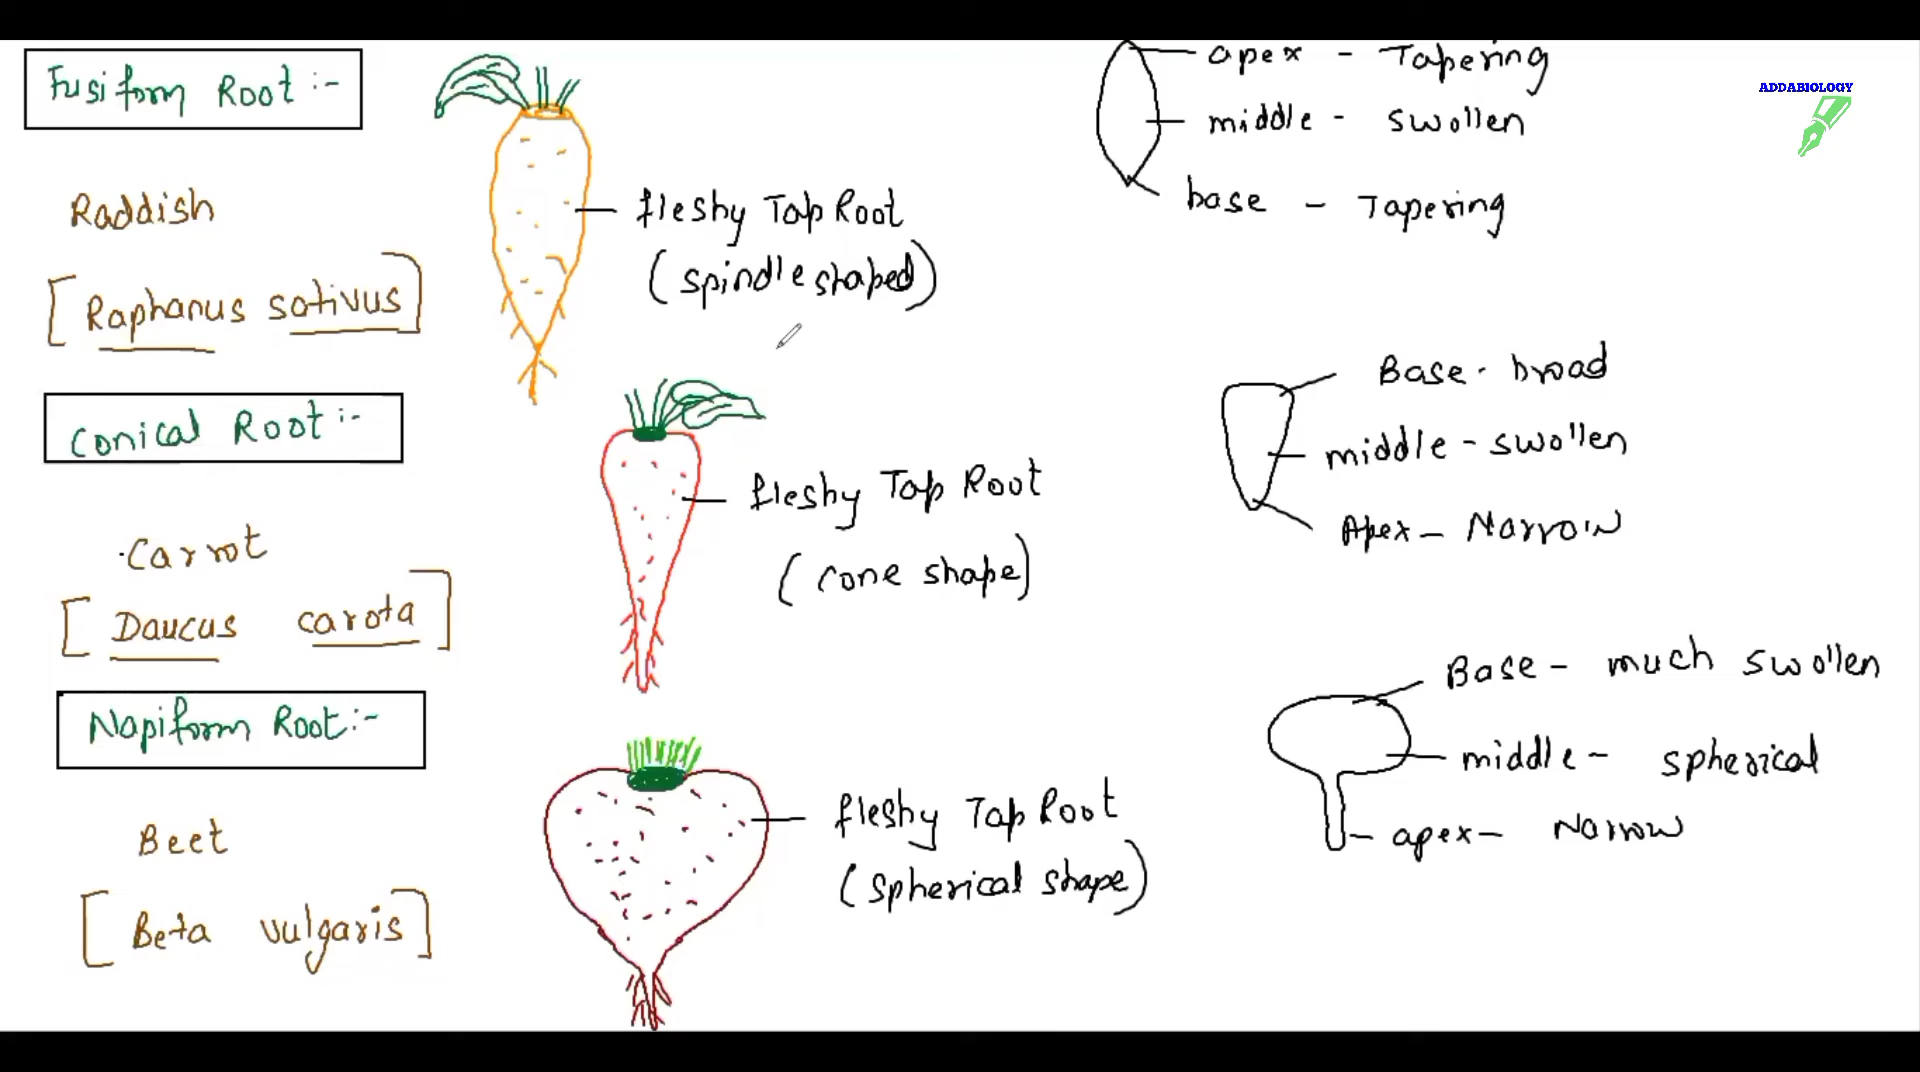 Fusiform Root:-
Raddish
[Raphanus sativus]
fleshy Tap Root
(spindle shaped)
apex - Tapering
middle - swollen
base - Tapering
ADDABIOLOGY
Conical Root:-
Carrot
[Daucus carota]
fleshy Tap Root
(cone shape)
Base - broad
middle - swollen
Apex - Narrow
Napiform Root:-
Beet
[Beta vulgaris]
fleshy Tap Root
(spherical shape)
Base - much swollen
middle - spherical
apex - Narrow